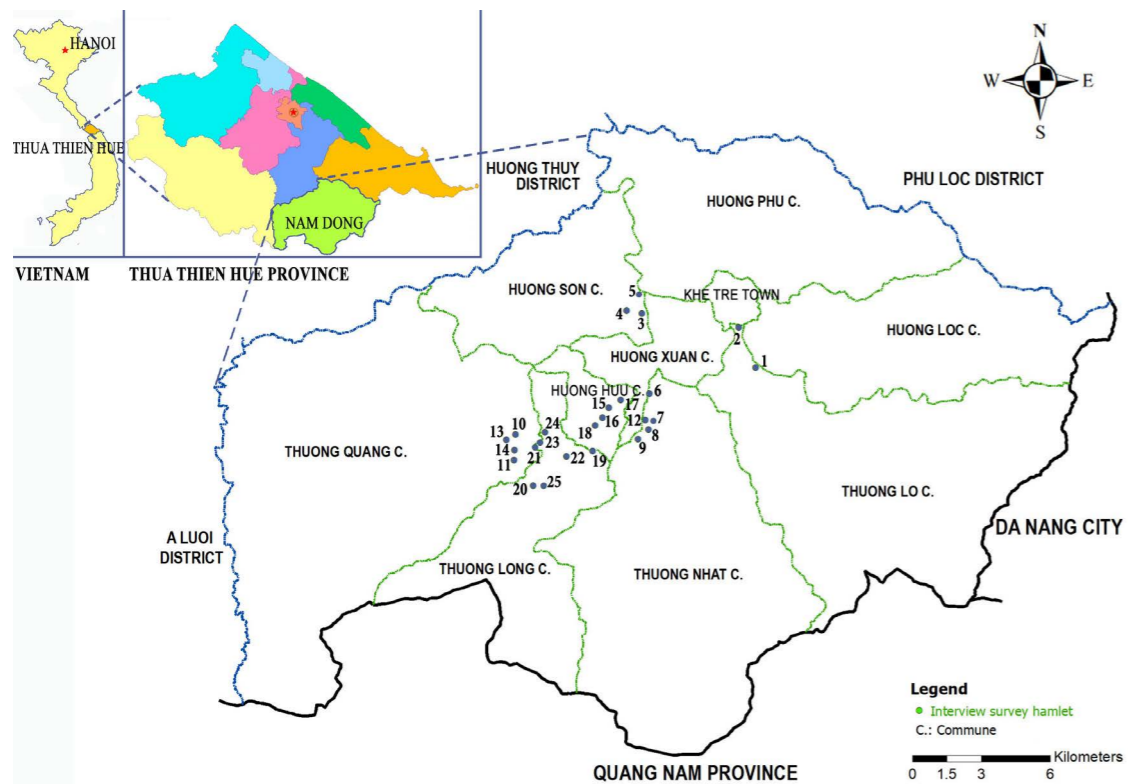 HANOI
THUA THIEN HUE
NAM DONG
VIETNAM
THUA THIEN HUE PROVINCE
N
W
E
S
HUONG THUY
DISTRICT
PHU LOC DISTRICT
HUONG PHU C.
HUONG SON C.
KHE TRE TOWN
5
4
3
2
1
HUONG LOC C.
HUONG XUAN C.
HUONG HUU C.
6
15
17
16
12
7
18
8
9
10
13
24
14
23
21
11
22
19
20
25
THUONG QUANG C.
THUONG LO C.
DA NANG CITY
A LUOI
DISTRICT
THUONG LONG C.
THUONG NHAT C.
QUANG NAM PROVINCE
Legend
Interview survey hamlet
C.: Commune
Kilometers
0 1.5 3 6